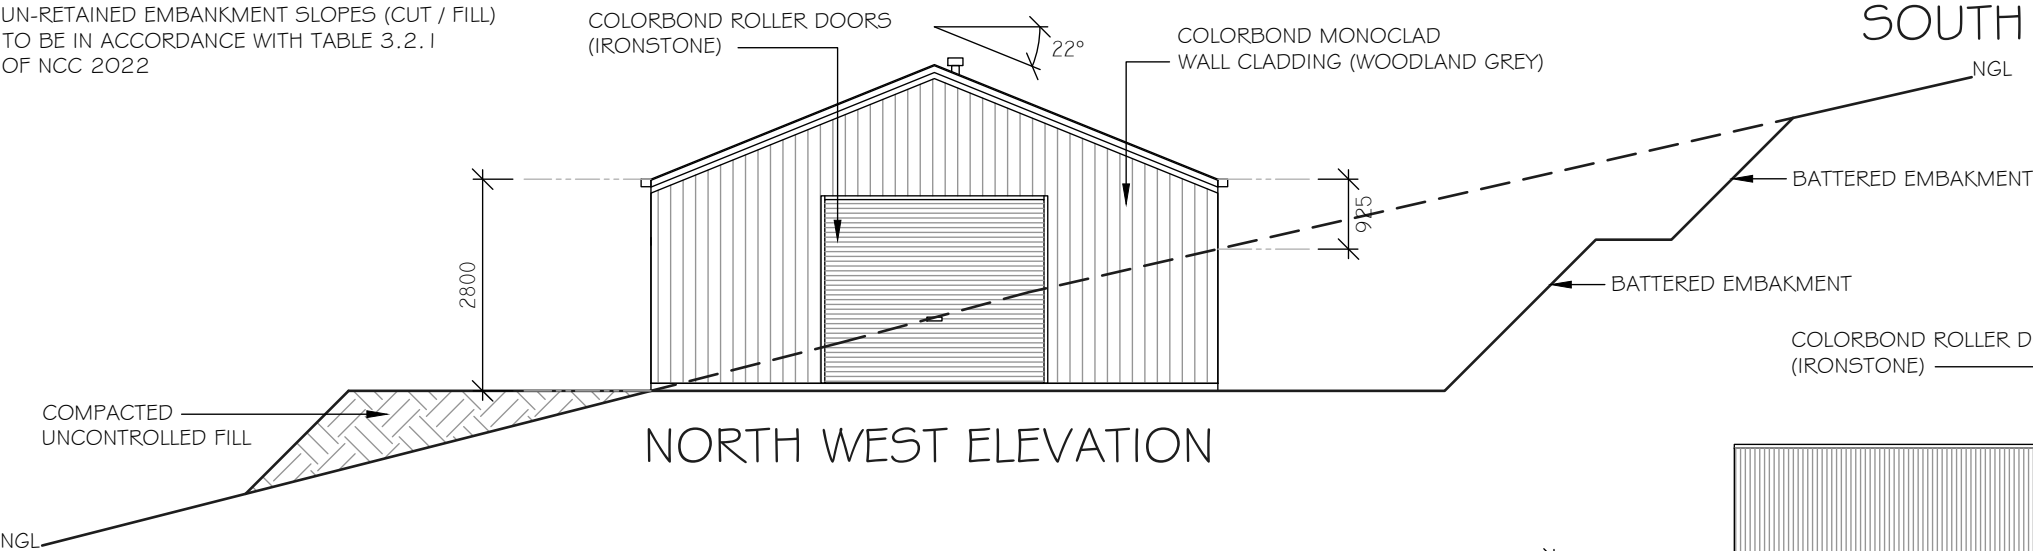 UN-RETAINED EMBANKMENT SLOPES (CUT / FILL)
TO BE IN ACCORDANCE WITH TABLE 3.2.1
OF NCC 2022
COLORBOND ROLLER DOORS
(IRONSTONE)
22°
COLORBOND MONOCLAD
WALL CLADDING (WOODLAND GREY)
SOUTH
NGL
BATTERED EMBAKMENT
925
2800
BATTERED EMBAKMENT
COLORBOND ROLLER D
(IRONSTONE)
COMPACTED
UNCONTROLLED FILL
NORTH WEST ELEVATION
NGL